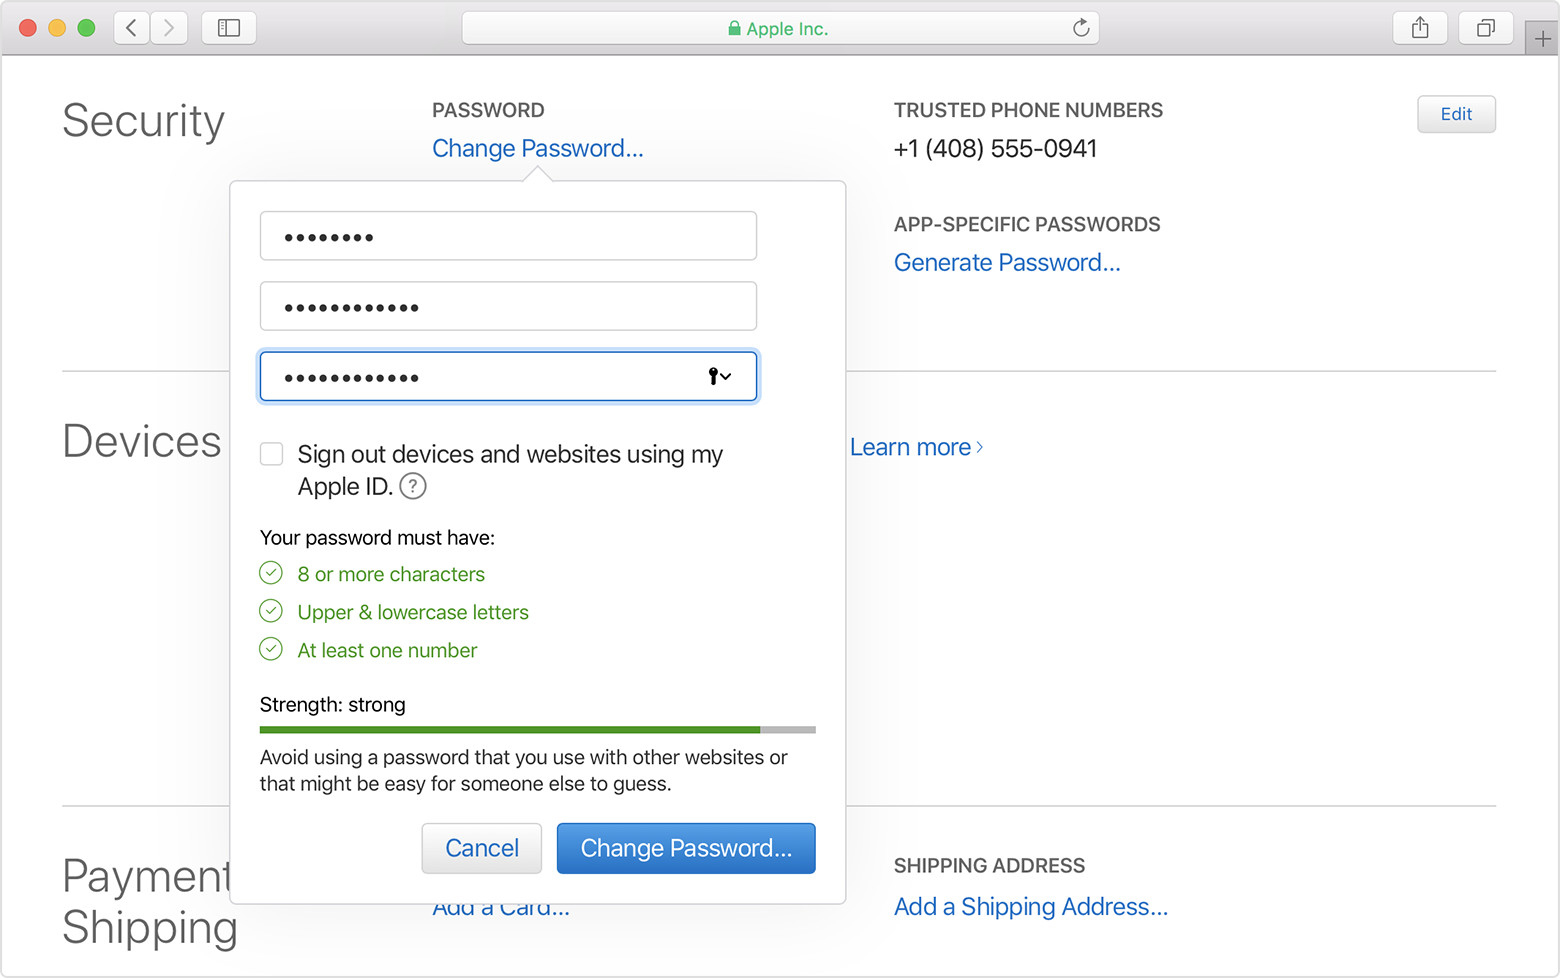 Apple Inc.
Security
PASSWORD
Change Password...
TRUSTED PHONE NUMBERS
+1 (408) 555-0941
Edit
APP-SPECIFIC PASSWORDS
Generate Password...
••••••••
••••••••••••
••••••••••••
Sign out devices and websites using my
Apple ID. ?
Your password must have:
8 or more characters
Upper & lowercase letters
At least one number
Strength: strong
Avoid using a password that you use with other websites or
that might be easy for someone else to guess.
Cancel
Change Password...
Devices
Learn more ›
Payment
Shipping
Add a Card...
SHIPPING ADDRESS
Add a Shipping Address...